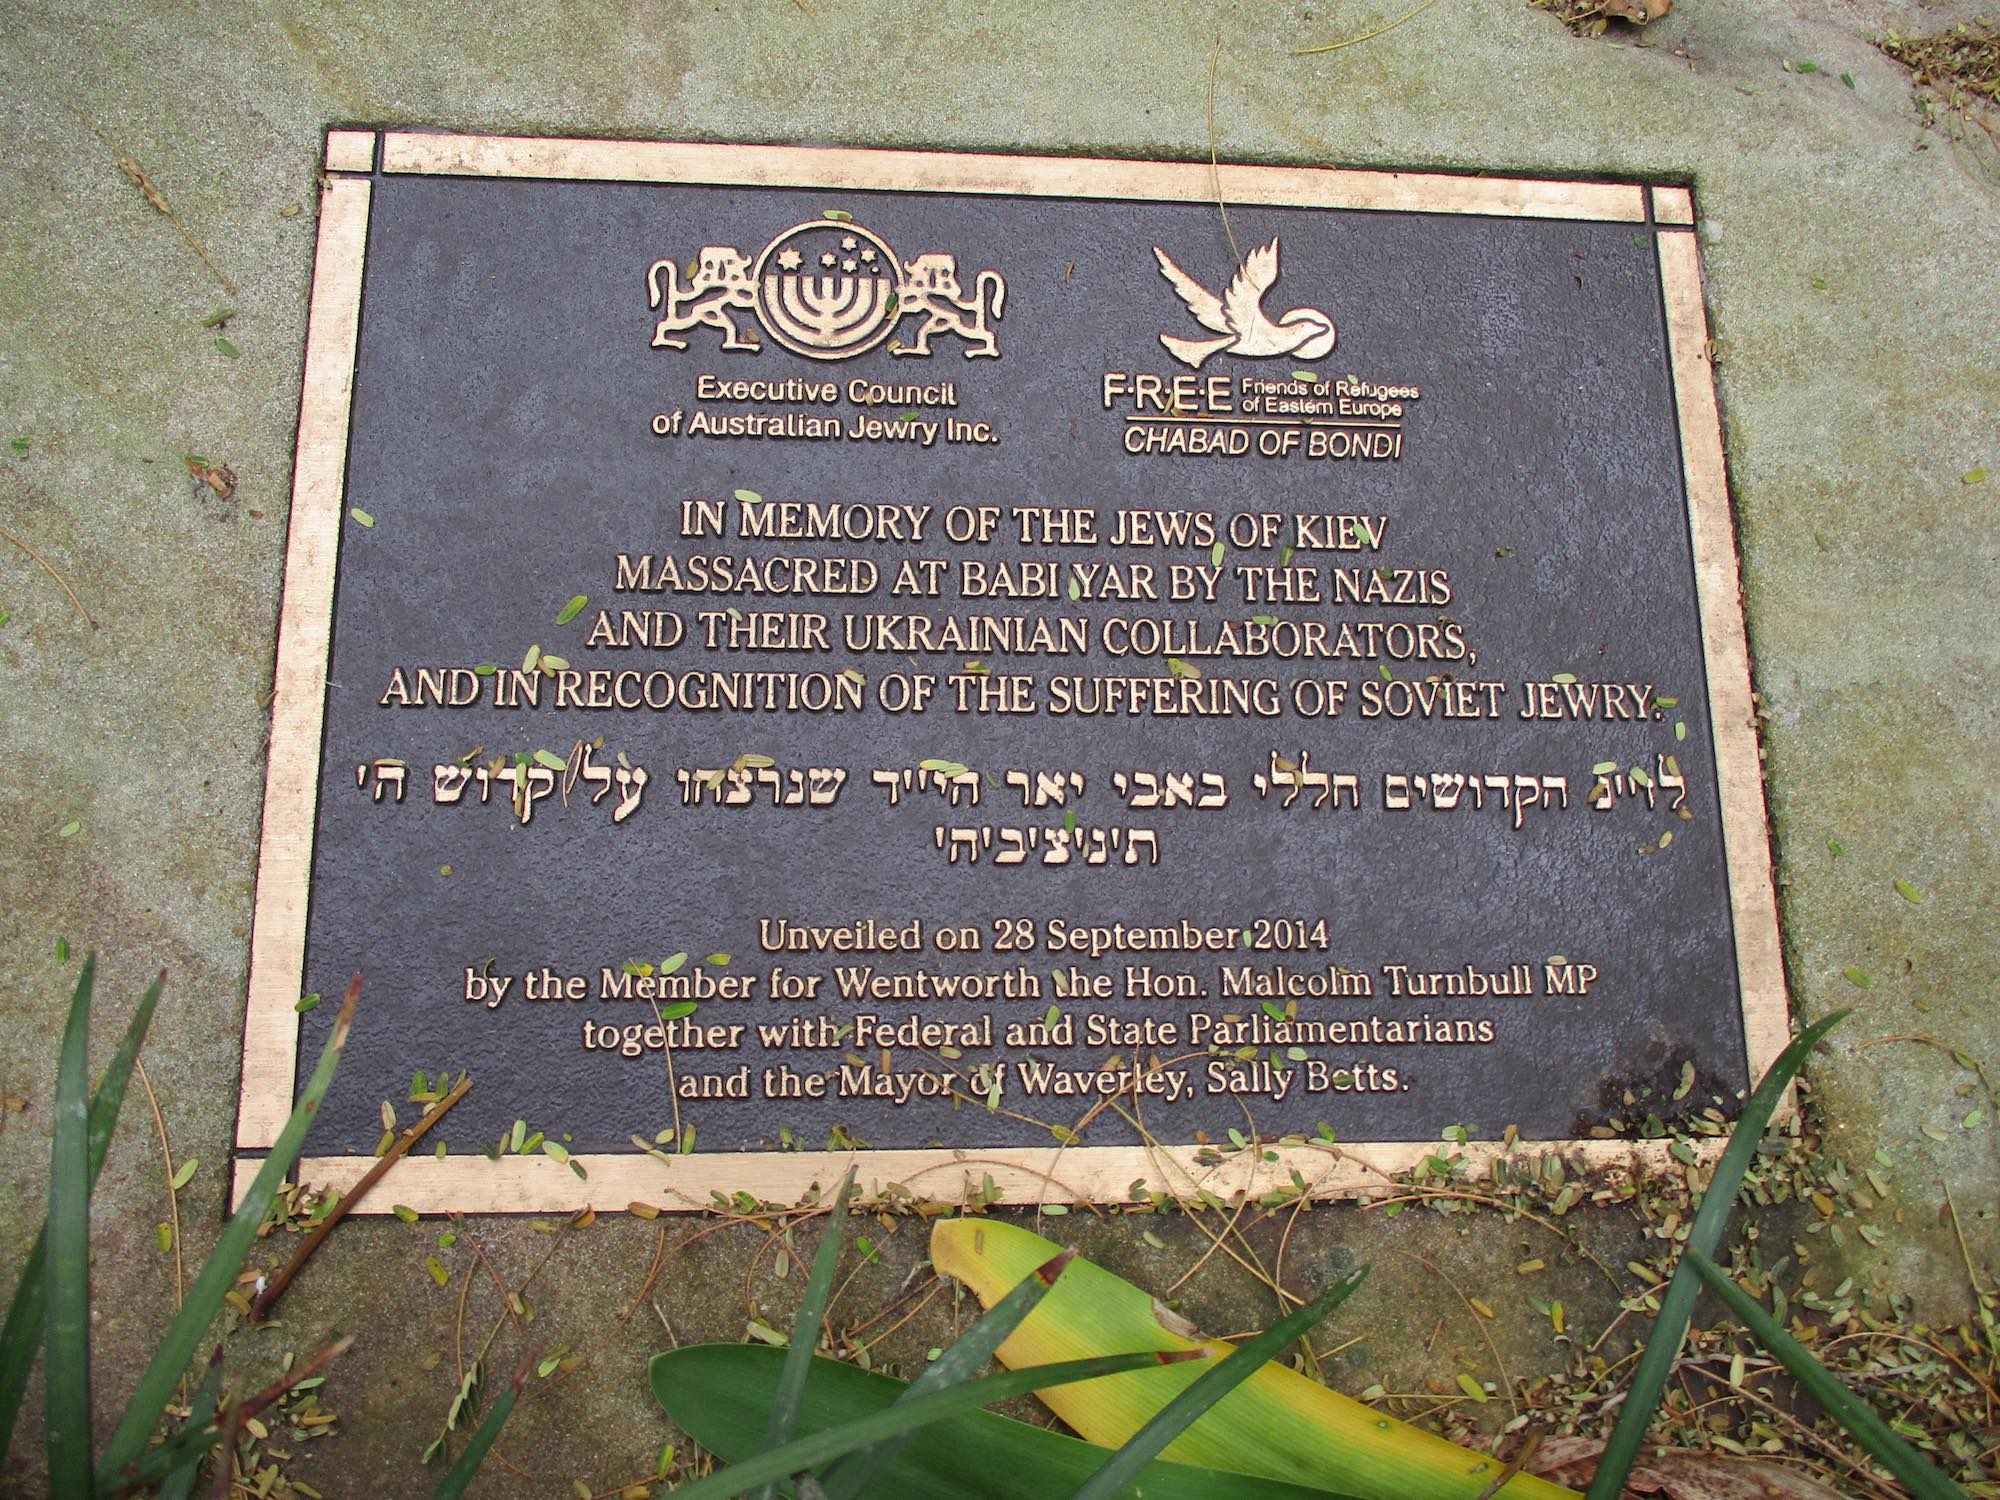 Executive Council
of Australian Jewry Inc.
F·R·E·E Friends of Refugees
of Eastern Europe
CHABAD OF BONDI
IN MEMORY OF THE JEWS OF KIEV
MASSACRED AT BABI YAR BY THE NAZIS
AND THEIR UKRAINIAN COLLABORATORS,
AND IN RECOGNITION OF THE SUFFERING OF SOVIET JEWRY.
לז'י'נ הקדושים חללי באבי יאר הי''ד שנרצחו על קדוש ה'
ת'נ'צ'ב'ה'
Unveiled on 28 September 2014
by the Member for Wentworth the Hon. Malcolm Turnbull MP
together with Federal and State Parliamentarians
and the Mayor of Waverley, Sally Betts.